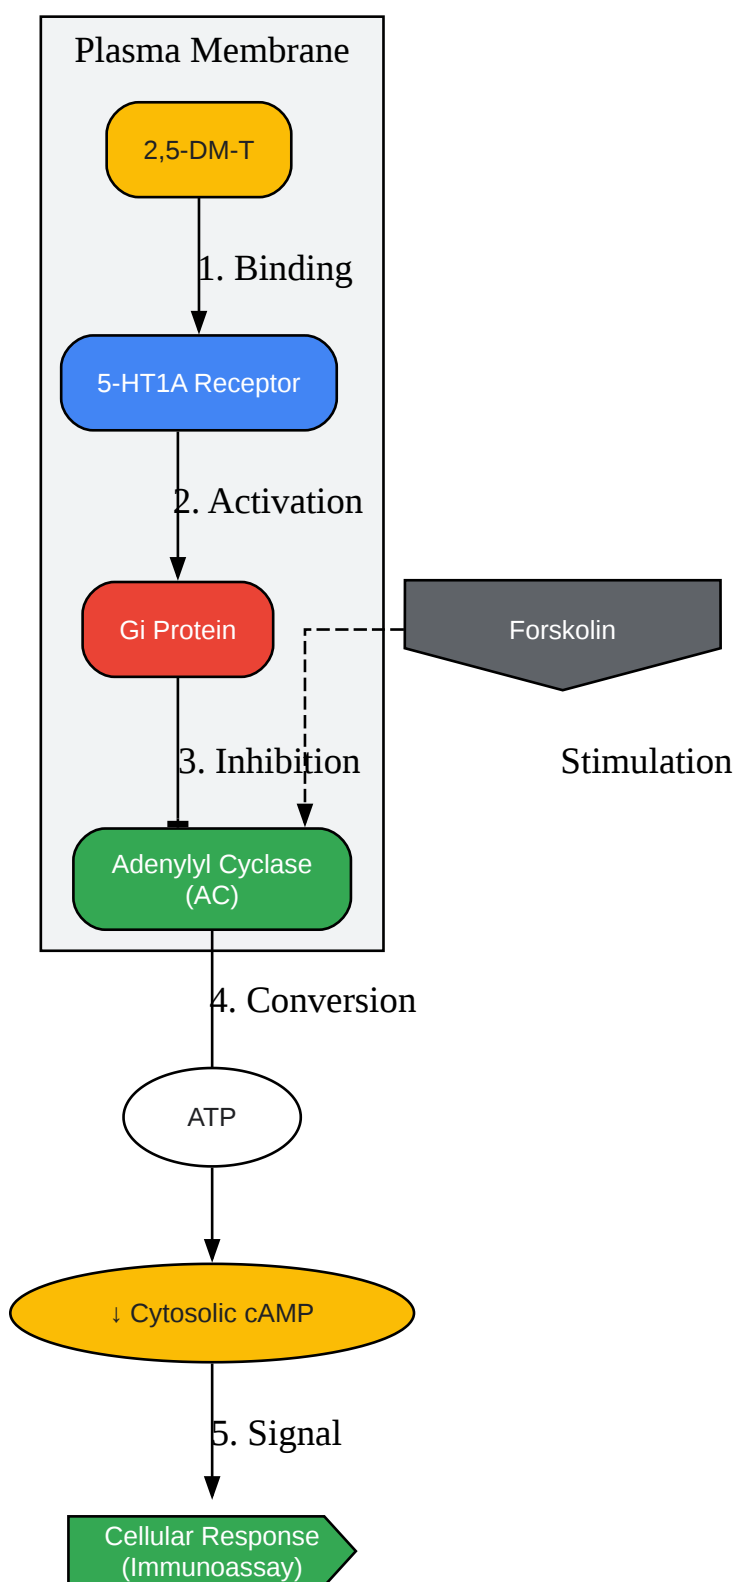 Plasma Membrane
2,5-DM-T
1. Binding
5-HT1A Receptor
2. Activation
Gi Protein
Forskolin
3. Inhibition
Stimulation
Adenylyl Cyclase
(AC)
4. Conversion
ATP
↓ Cytosolic cAMP
5. Signal
Cellular Response
(Immunoassay)